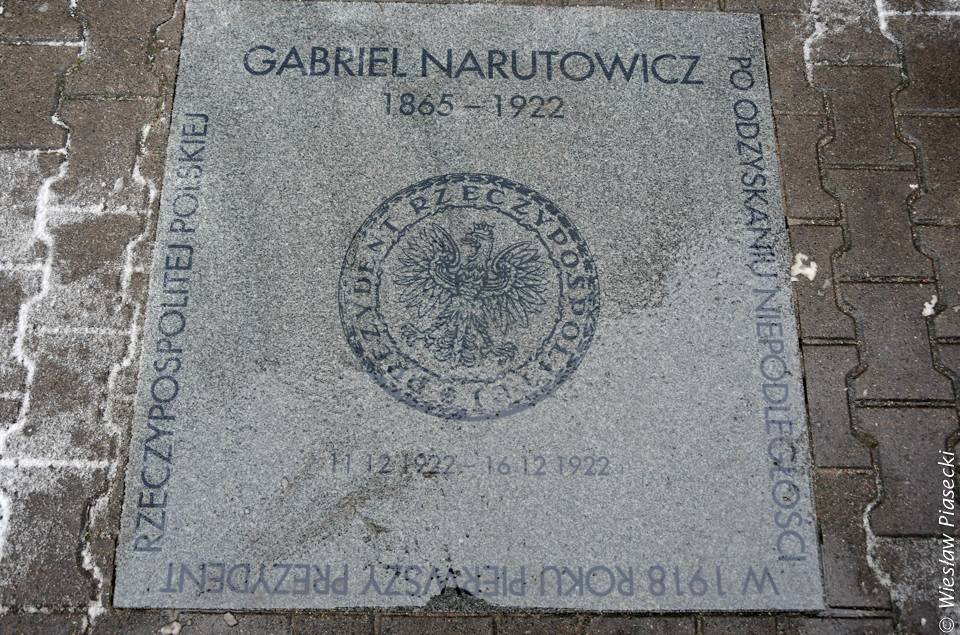 GABRIEL NARUTOWICZ
1865 – 1922
PO ODZYSKANIU NIEPODLEGŁOŚCI
W 1918 ROKU PIERWSZY PREZYDENT
RZECZYPOSPOLITEJ POLSKIEJ
PREZYDENT RZECZYPOSPOLITEJ
11 12 1922 – 16 12 1922
© Wiesław Piasecki